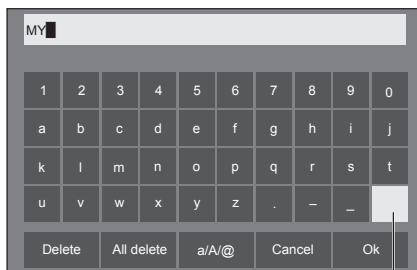 MY
1 2 3 4 5 6 7 8 9 0
a b c d e f g h i j
k l m n o p q r s t
u v w x y z . – _
Delete All delete a/A/@ Cancel Ok